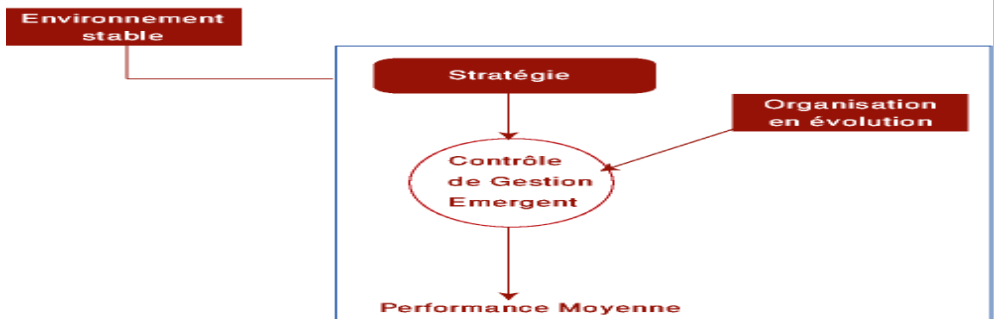 Environnement
stable
Stratégie
Organisation
en évolution
Contrôle
de Gestion
Emergent
Performance Moyenne